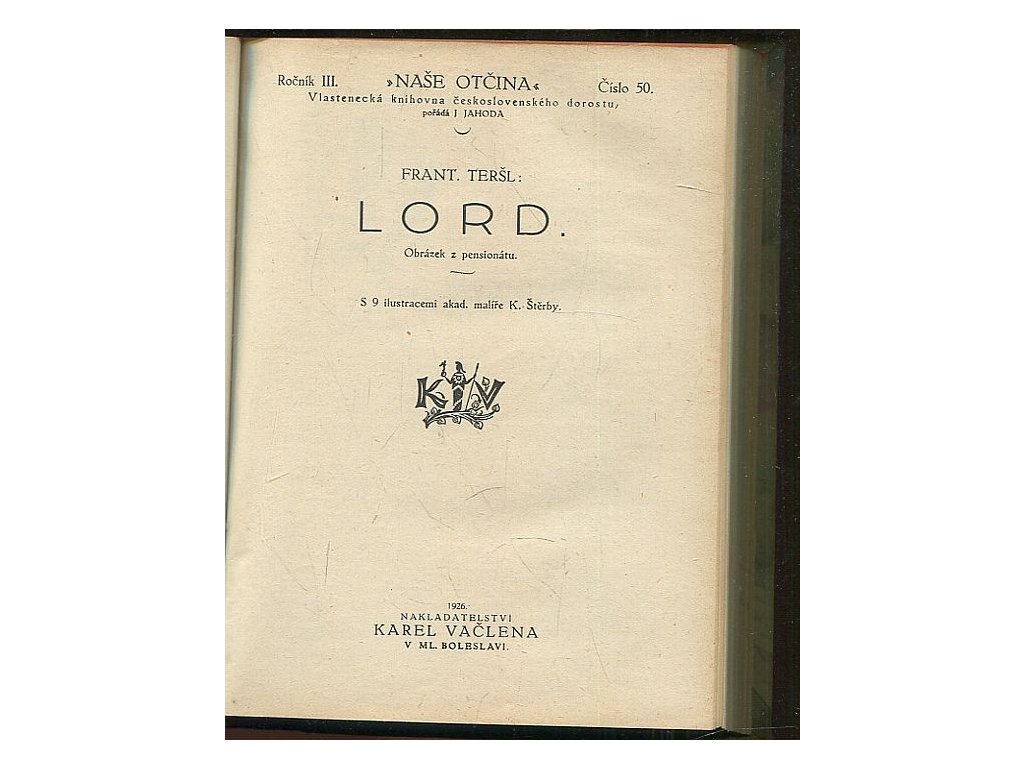 Ročník III. »NAŠE OTČINA« Číslo 50.
Vlastenecká knihovna československého dorostu,
pořádá J JAHODA
FRANT. TERŠL:
LORD.
Obrázek z pensionátu.
S 9 ilustracemi akad. malíře K. Štěrby.
K V
1926.
NAKLADATELSTVÍ
KAREL VAČLENA
V ML. BOLESLAVI.